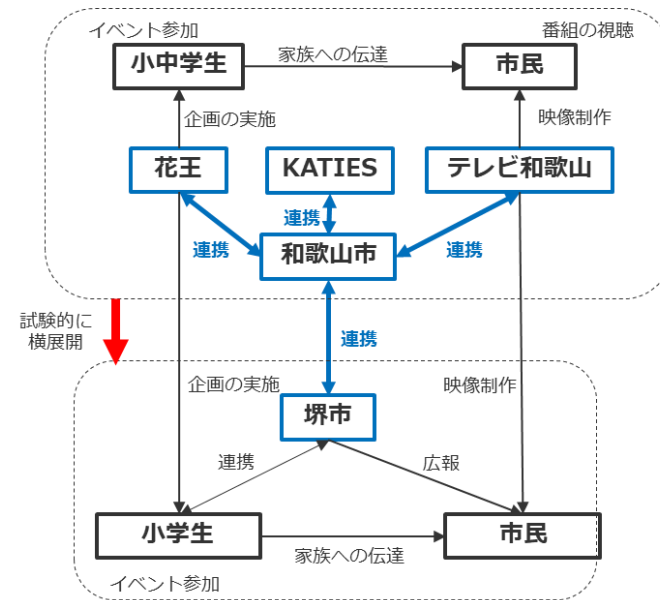 イベント参加
番組の視聴
小中学生
家族への伝達
市民
企画の実施
映像制作
花王
KATIES
テレビ和歌山
連携
連携
連携
和歌山市
試験的に
横展開
連携
企画の実施
映像制作
堺市
連携
広報
小学生
市民
家族への伝達
イベント参加